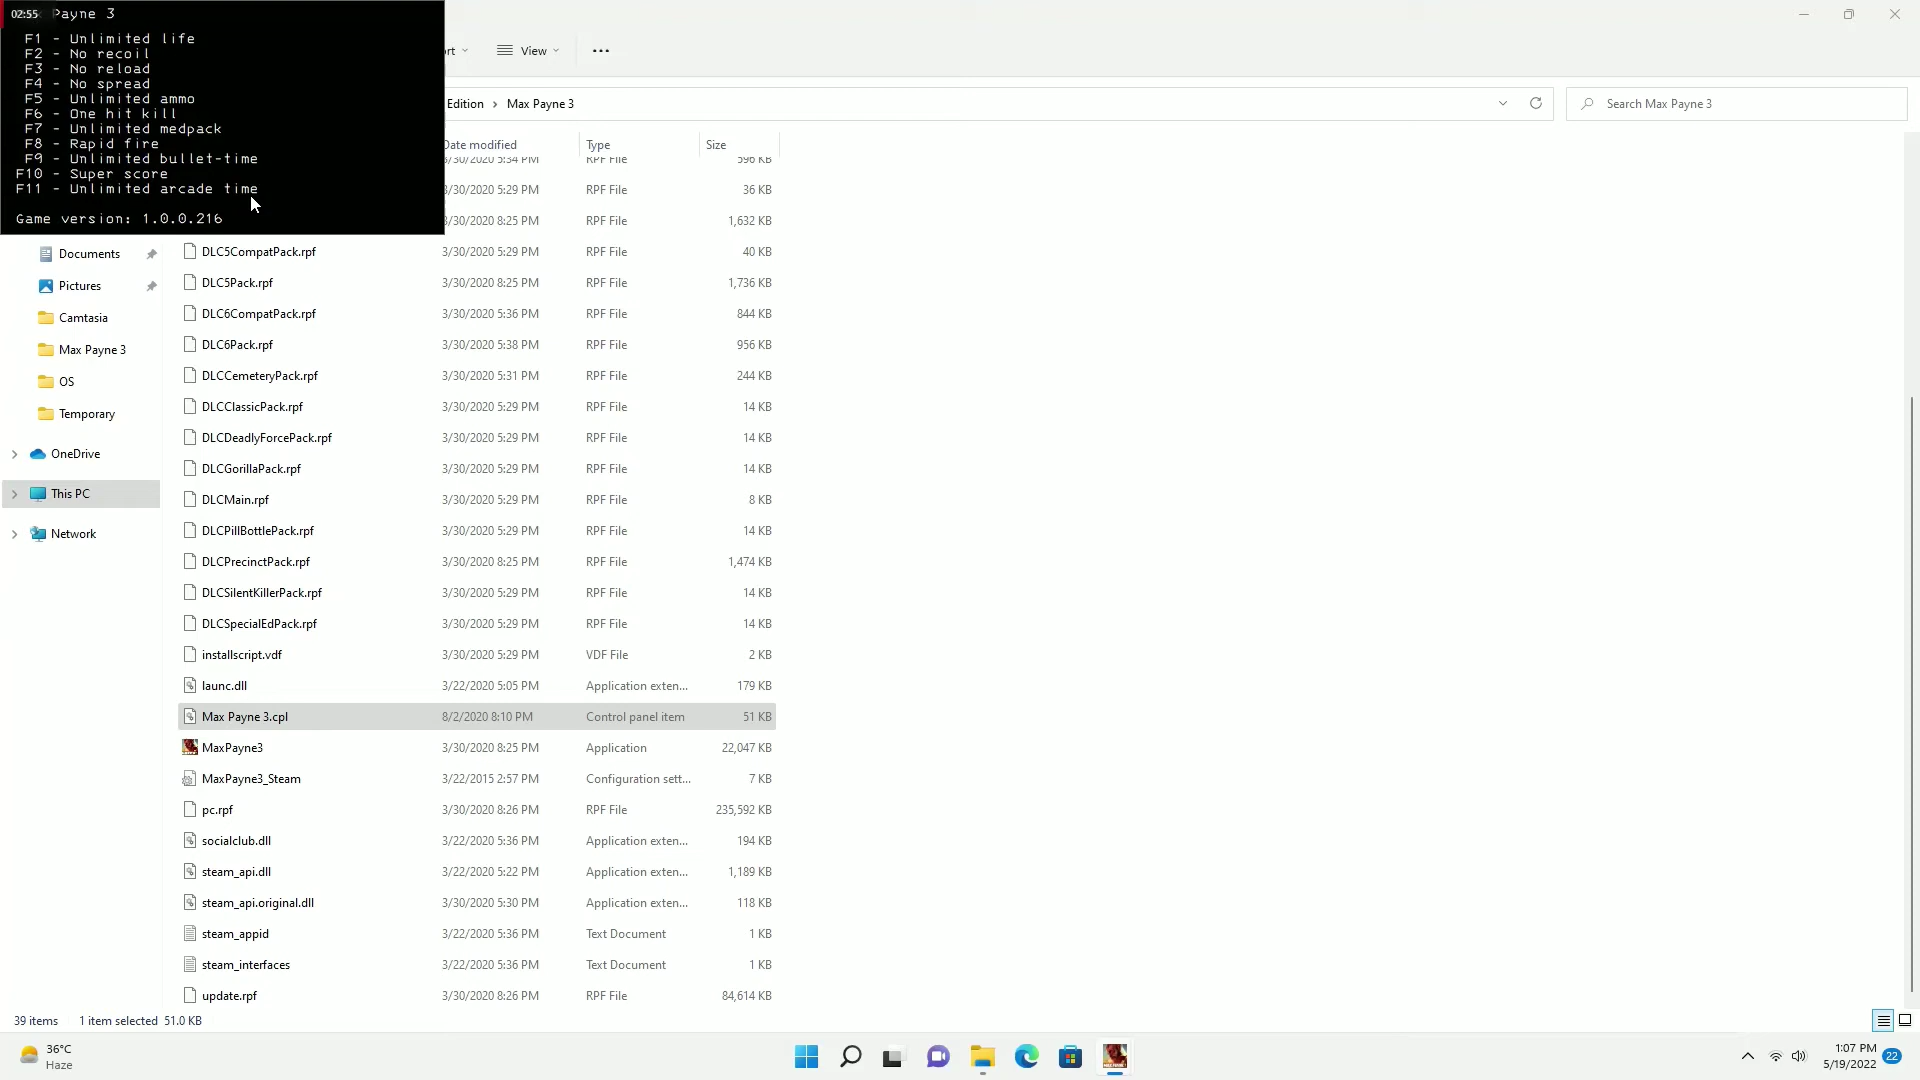 02:55 Payne 3
F1 - Unlimited life
F2 - No recoil
F3 - No reload
F4 - No spread
F5 - Unlimited ammo
F6 - One hit kill
F7 - Unlimited medpack
F8 - Rapid fire
F9 - Unlimited bullet-time
F10 - Super score
F11 - Unlimited arcade time
Game version: 1.0.0.216
View
Edition > Max Payne 3
Search Max Payne 3
Date modified Type Size
3/30/2020 5:34 PM RPF File 596 KB
3/30/2020 5:29 PM RPF File 36 KB
3/30/2020 8:25 PM RPF File 1,632 KB
DLC5CompatPack.rpf 3/30/2020 5:29 PM RPF File 40 KB
DLC5Pack.rpf 3/30/2020 8:25 PM RPF File 1,736 KB
DLC6CompatPack.rpf 3/30/2020 5:36 PM RPF File 844 KB
DLC6Pack.rpf 3/30/2020 5:38 PM RPF File 956 KB
DLCCemeteryPack.rpf 3/30/2020 5:31 PM RPF File 244 KB
DLCClassicPack.rpf 3/30/2020 5:29 PM RPF File 14 KB
DLCDeadlyForcePack.rpf 3/30/2020 5:29 PM RPF File 14 KB
DLCGorillaPack.rpf 3/30/2020 5:29 PM RPF File 14 KB
DLCMain.rpf 3/30/2020 5:29 PM RPF File 8 KB
DLCPillBottlePack.rpf 3/30/2020 5:29 PM RPF File 14 KB
DLCPrecinctPack.rpf 3/30/2020 8:25 PM RPF File 1,474 KB
DLCSilentKillerPack.rpf 3/30/2020 5:29 PM RPF File 14 KB
DLCSpecialEdPack.rpf 3/30/2020 5:29 PM RPF File 14 KB
installscript.vdf 3/30/2020 5:29 PM VDF File 2 KB
launc.dll 3/22/2020 5:05 PM Application exten... 179 KB
Max Payne 3.cpl 8/2/2020 8:10 PM Control panel item 51 KB
MaxPayne3 3/30/2020 8:25 PM Application 22,047 KB
MaxPayne3_Steam 3/22/2015 2:57 PM Configuration sett... 7 KB
pc.rpf 3/30/2020 8:26 PM RPF File 235,592 KB
socialclub.dll 3/22/2020 5:36 PM Application exten... 194 KB
steam_api.dll 3/22/2020 5:22 PM Application exten... 1,189 KB
steam_api.original.dll 3/30/2020 5:30 PM Application exten... 118 KB
steam_appid 3/22/2020 5:36 PM Text Document 1 KB
steam_interfaces 3/22/2020 5:36 PM Text Document 1 KB
update.rpf 3/30/2020 8:26 PM RPF File 84,614 KB
Documents
Pictures
Camtasia
Max Payne 3
OS
Temporary
OneDrive
This PC
Network
39 items 1 item selected 51.0 KB
36°C
Haze
1:07 PM
5/19/2022
22